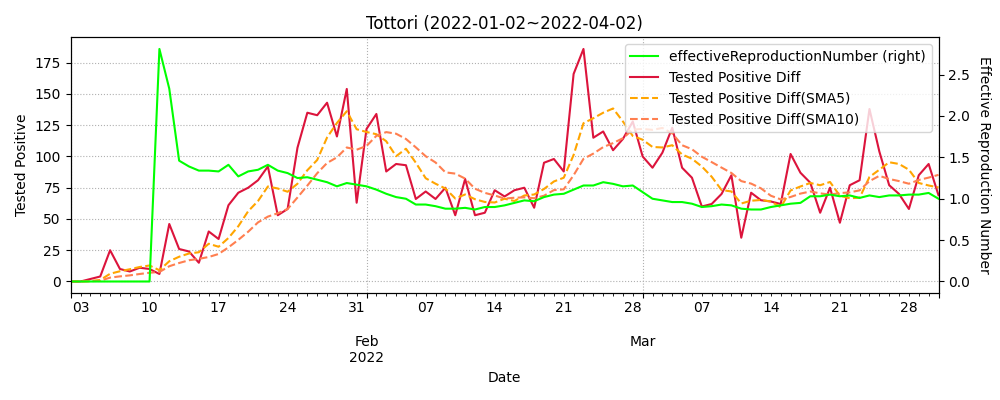 Tottori (2022-01-02~2022-04-02)
effectiveReproductionNumber (right)
Tested Positive Diff
Tested Positive Diff(SMA5)
Tested Positive Diff(SMA10)
Tested Positive
175
150
125
100
75
50
25
0
Effective Reproduction Number
2.5
2.0
1.5
1.0
0.5
0.0
03 10 17 24 31 07 14 21 28 07 14 21 28
Feb Mar
2022
Date